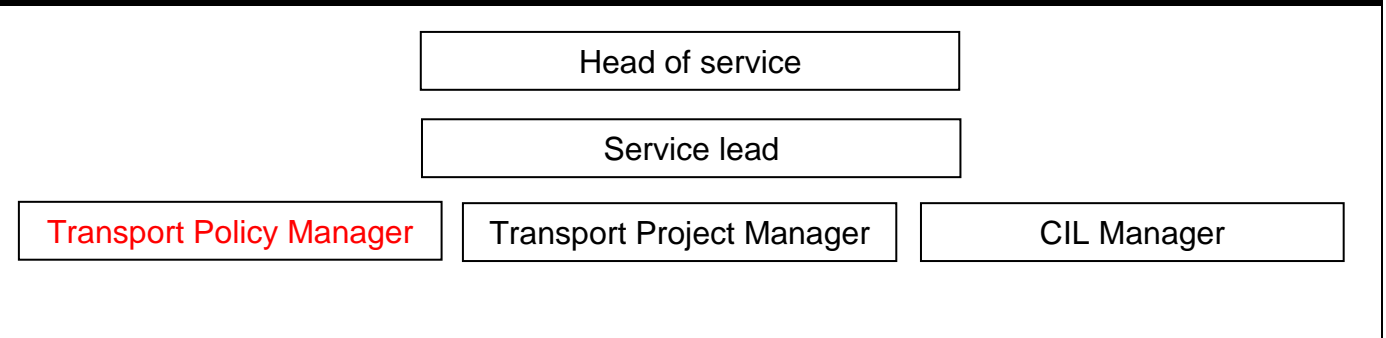 Head of service
Service lead
Transport Policy Manager
Transport Project Manager
CIL Manager